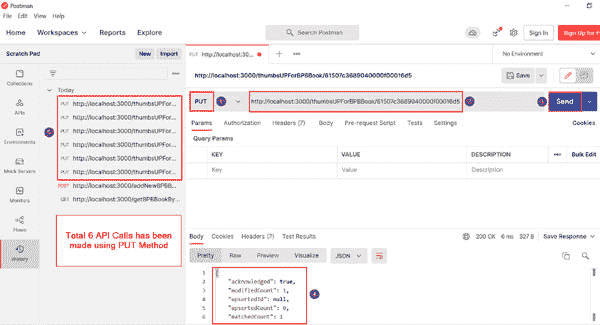 Postman
File Edit View Help
Home Workspaces Reports Explore
Search Postman
Sign In
Sign Up for
Scratch Pad
New Import
PUT http://localhost:3000/
No Environment
http://localhost:3000/thumbsUPForBPBBook/61507c3689040000f00016d5
Save
Collections
APIs
Environments
Mock Servers
Monitors
Flows
History
Today
PUT http://localhost:3000/thumbsUPFor...
PUT http://localhost:3000/thumbsUPFor...
PUT http://localhost:3000/thumbsUPFor...
PUT http://localhost:3000/thumbsUPFor...
PUT http://localhost:3000/thumbsUPFor...
PUT http://localhost:3000/thumbsUPFor...
POST http://localhost:3000/addNewBPBB...
GET http://localhost:3000/getBPBBookBy...
Total 6 API Calls has been
made using PUT Method
PUT
http://localhost:3000/thumbsUPForBPBBook/61507c3689040000f00016d5
Send
Params Authorization Headers (7) Body Pre-request Script Tests Settings
Cookies
Query Params
KEY VALUE DESCRIPTION Bulk Edit
Key Value Description
Body Cookies Headers (7) Test Results
200 OK 6 ms 327 B Save Response
Pretty Raw Preview Visualize JSON
1 {
2 "acknowledged": true,
3 "modifiedCount": 1,
4 "upsertedId": null,
5 "upsertedCount": 0,
6 "matchedCount": 1